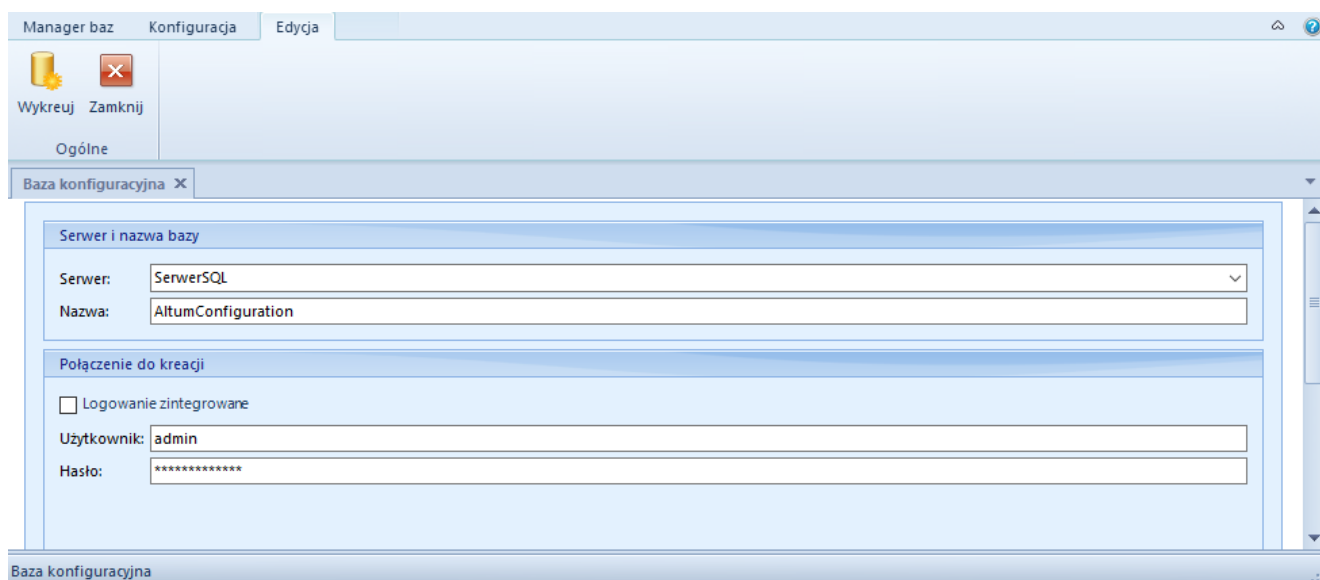 Manager baz Konfiguracja Edycja
Wykreuj Zamknij
Ogólne
Baza konfiguracyjna
Serwer i nazwa bazy
Serwer: SerwerSQL
Nazwa: AltumConfiguration
Połączenie do kreacji
Logowanie zintegrowane
Użytkownik: admin
Hasło: *************
Baza konfiguracyjna